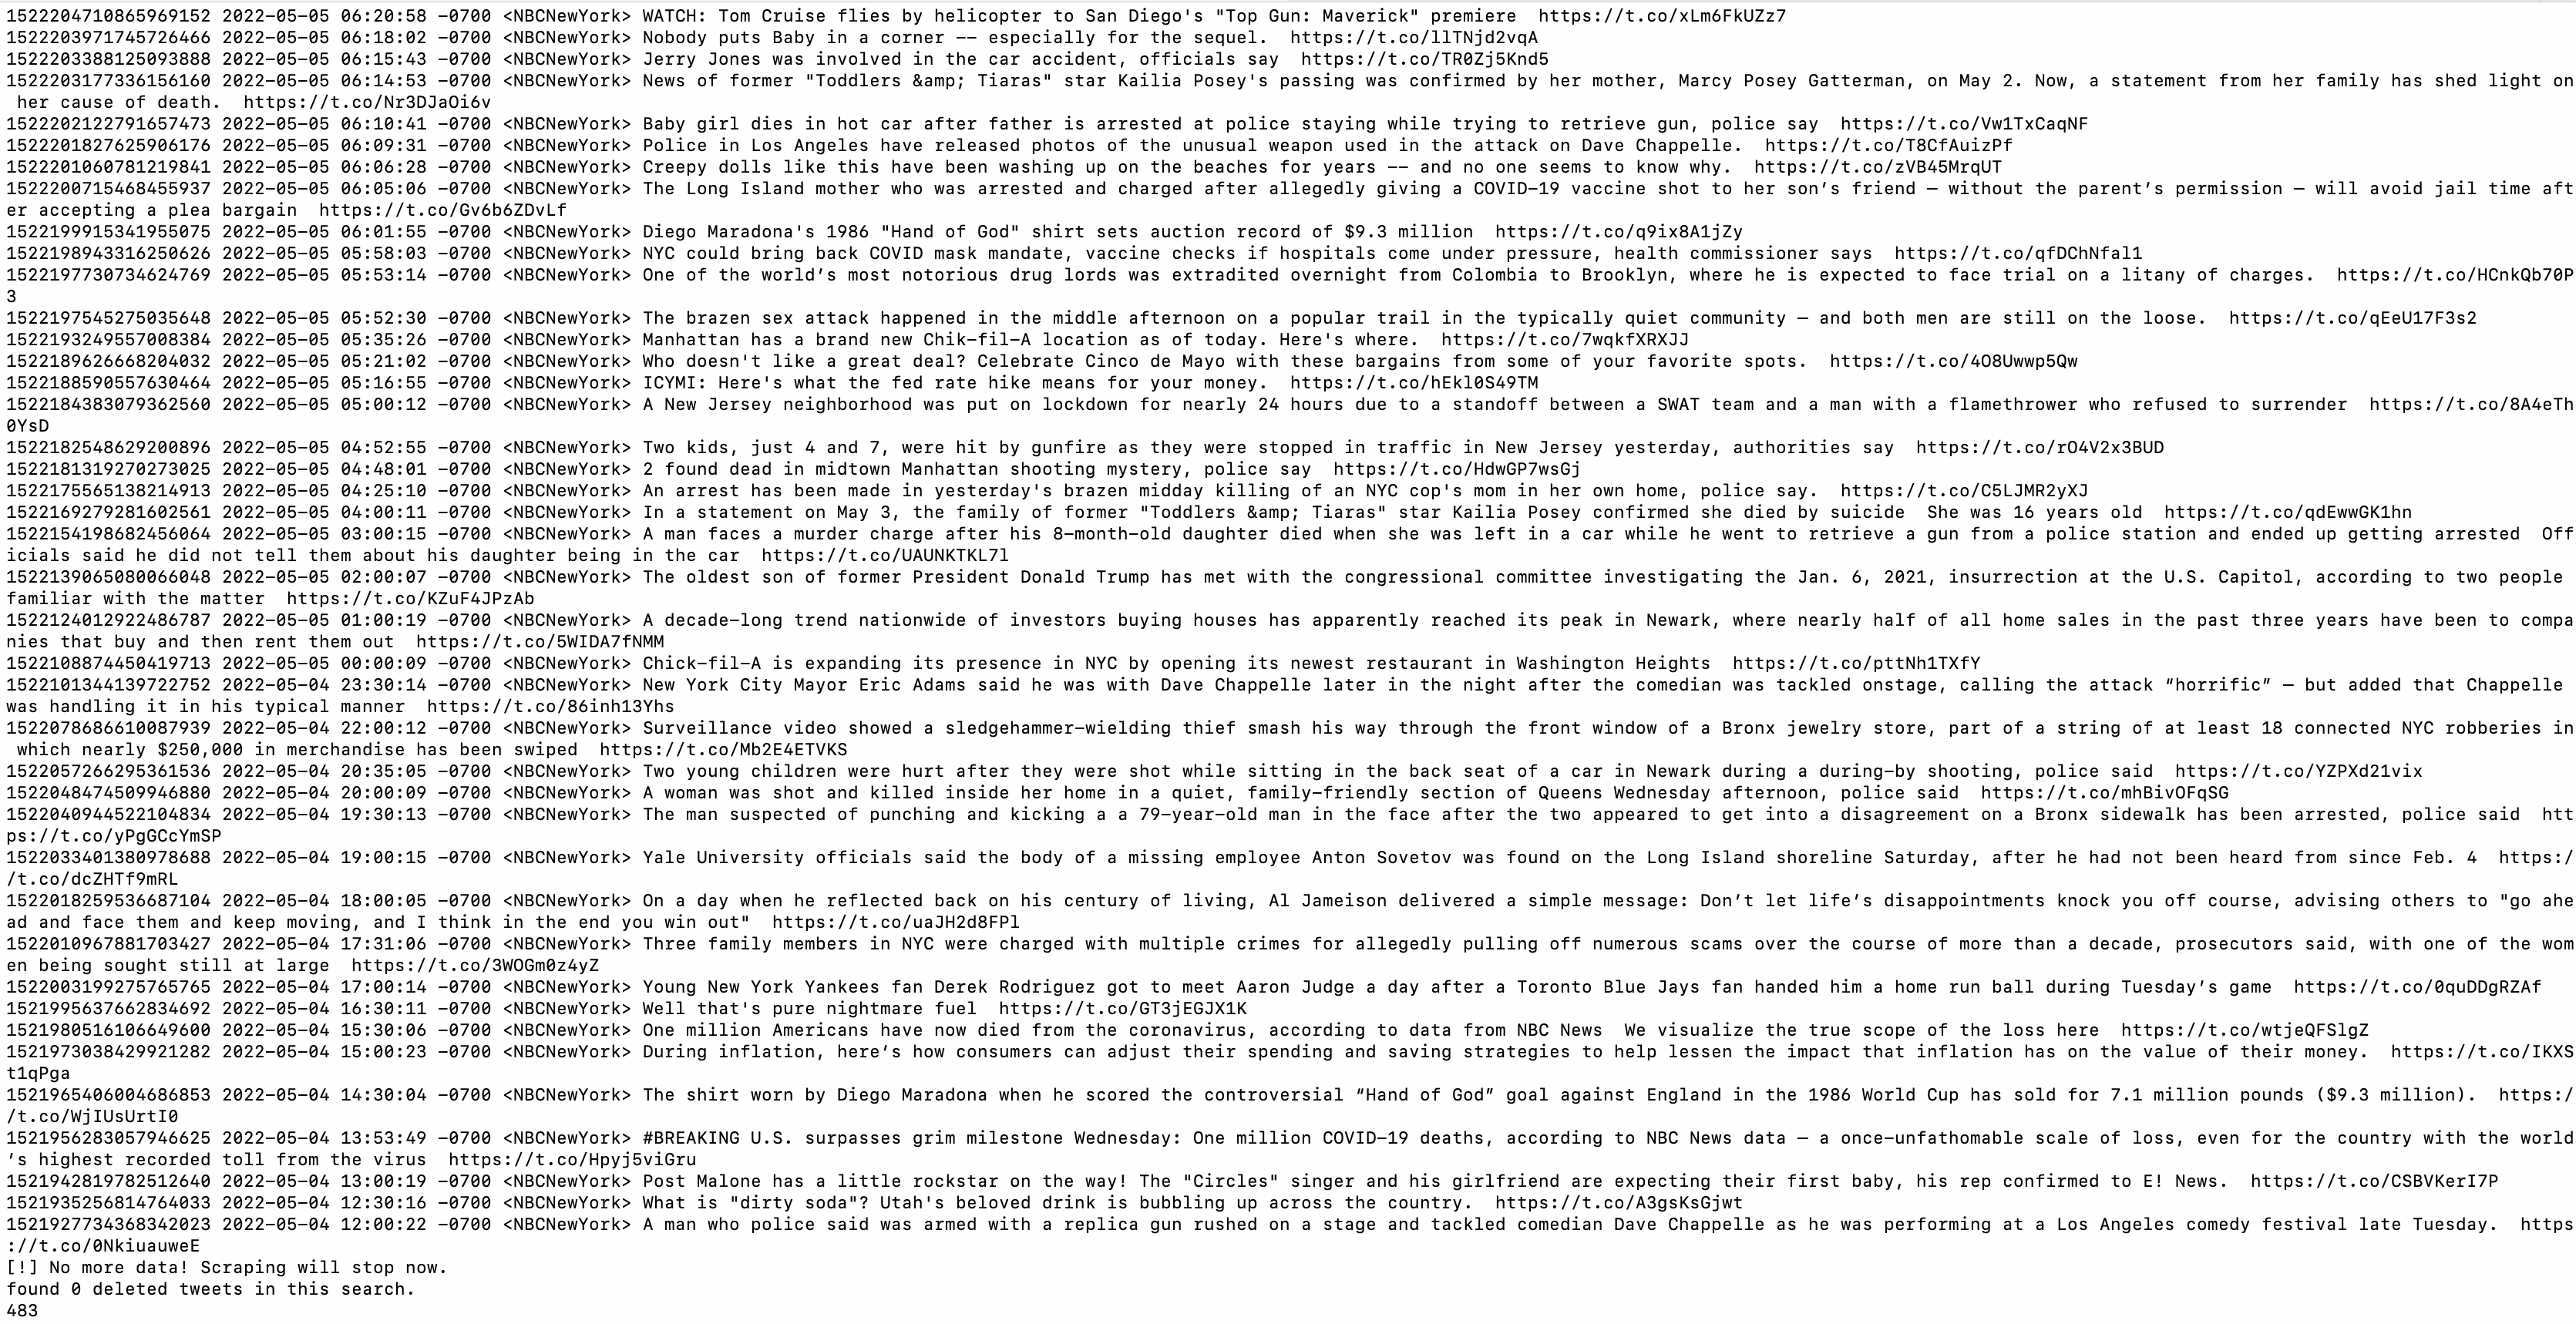 1522204710865969152 2022-05-05 06:20:58 -0700 <NBCNewYork> WATCH: Tom Cruise flies by helicopter to San Diego's "Top Gun: Maverick" premiere  https://t.co/xLm6FkUZz7
1522203971745726466 2022-05-05 06:18:02 -0700 <NBCNewYork> Nobody puts Baby in a corner -- especially for the sequel.  https://t.co/llTNjd2vqA
1522203388125093888 2022-05-05 06:15:43 -0700 <NBCNewYork> Jerry Jones was involved in the car accident, officials say  https://t.co/TR0Zj5Knd5
1522203177336156160 2022-05-05 06:14:53 -0700 <NBCNewYork> News of former "Toddlers &amp; Tiaras" star Kailia Posey's passing was confirmed by her mother, Marcy Posey Gatterman, on May 2. Now, a statement from her family has shed light on
 her cause of death.  https://t.co/Nr3DJaOi6v
1522202122791657473 2022-05-05 06:10:41 -0700 <NBCNewYork> Baby girl dies in hot car after father is arrested at police staying while trying to retrieve gun, police say  https://t.co/Vw1TxCaqNF
1522201827625906176 2022-05-05 06:09:31 -0700 <NBCNewYork> Police in Los Angeles have released photos of the unusual weapon used in the attack on Dave Chappelle.  https://t.co/T8CfAuizPf
1522201060781219841 2022-05-05 06:06:28 -0700 <NBCNewYork> Creepy dolls like this have been washing up on the beaches for years -- and no one seems to know why.  https://t.co/zVB45MrqUT
1522200715468455937 2022-05-05 06:05:06 -0700 <NBCNewYork> The Long Island mother who was arrested and charged after allegedly giving a COVID-19 vaccine shot to her son’s friend — without the parent’s permission — will avoid jail time aft
er accepting a plea bargain  https://t.co/Gv6b6ZDvLf
1522199915341955075 2022-05-05 06:01:55 -0700 <NBCNewYork> Diego Maradona's 1986 "Hand of God" shirt sets auction record of $9.3 million  https://t.co/q9ix8A1jZy
1522198943316250626 2022-05-05 05:58:03 -0700 <NBCNewYork> NYC could bring back COVID mask mandate, vaccine checks if hospitals come under pressure, health commissioner says  https://t.co/qfDChNfal1
1522197730734624769 2022-05-05 05:53:14 -0700 <NBCNewYork> One of the world’s most notorious drug lords was extradited overnight from Colombia to Brooklyn, where he is expected to face trial on a litany of charges.  https://t.co/HCnkQb70P
3
1522197545275035648 2022-05-05 05:52:30 -0700 <NBCNewYork> The brazen sex attack happened in the middle afternoon on a popular trail in the typically quiet community — and both men are still on the loose.  https://t.co/qEeU17F3s2
1522193249557008384 2022-05-05 05:35:26 -0700 <NBCNewYork> Manhattan has a brand new Chik-fil-A location as of today. Here's where.  https://t.co/7wqkfXRXJJ
1522189626668204032 2022-05-05 05:21:02 -0700 <NBCNewYork> Who doesn't like a great deal? Celebrate Cinco de Mayo with these bargains from some of your favorite spots.  https://t.co/4O8Uwwp5Qw
1522188590557630464 2022-05-05 05:16:55 -0700 <NBCNewYork> ICYMI: Here's what the fed rate hike means for your money.  https://t.co/hEkl0S49TM
1522184383079362560 2022-05-05 05:00:12 -0700 <NBCNewYork> A New Jersey neighborhood was put on lockdown for nearly 24 hours due to a standoff between a SWAT team and a man with a flamethrower who refused to surrender  https://t.co/8A4eTh
0YsD
1522182548629200896 2022-05-05 04:52:55 -0700 <NBCNewYork> Two kids, just 4 and 7, were hit by gunfire as they were stopped in traffic in New Jersey yesterday, authorities say  https://t.co/rO4V2x3BUD
1522181319270273025 2022-05-05 04:48:01 -0700 <NBCNewYork> 2 found dead in midtown Manhattan shooting mystery, police say  https://t.co/HdwGP7wsGj
1522175565138214913 2022-05-05 04:25:10 -0700 <NBCNewYork> An arrest has been made in yesterday's brazen midday killing of an NYC cop's mom in her own home, police say.  https://t.co/C5LJMR2yXJ
1522169279281602561 2022-05-05 04:00:11 -0700 <NBCNewYork> In a statement on May 3, the family of former "Toddlers &amp; Tiaras" star Kailia Posey confirmed she died by suicide  She was 16 years old  https://t.co/qdEwwGK1hn
1522154198682456064 2022-05-05 03:00:15 -0700 <NBCNewYork> A man faces a murder charge after his 8-month-old daughter died when she was left in a car while he went to retrieve a gun from a police station and ended up getting arrested  Off
icials said he did not tell them about his daughter being in the car  https://t.co/UAUNKTKL7l
1522139065080066048 2022-05-05 02:00:07 -0700 <NBCNewYork> The oldest son of former President Donald Trump has met with the congressional committee investigating the Jan. 6, 2021, insurrection at the U.S. Capitol, according to two people 
familiar with the matter  https://t.co/KZuF4JPzAb
1522124012922486787 2022-05-05 01:00:19 -0700 <NBCNewYork> A decade-long trend nationwide of investors buying houses has apparently reached its peak in Newark, where nearly half of all home sales in the past three years have been to compa
nies that buy and then rent them out  https://t.co/5WIDA7fNMM
1522108874450419713 2022-05-05 00:00:09 -0700 <NBCNewYork> Chick-fil-A is expanding its presence in NYC by opening its newest restaurant in Washington Heights  https://t.co/pttNh1TXfY
1522101344139722752 2022-05-04 23:30:14 -0700 <NBCNewYork> New York City Mayor Eric Adams said he was with Dave Chappelle later in the night after the comedian was tackled onstage, calling the attack “horrific” — but added that Chappelle 
was handling it in his typical manner  https://t.co/86inh13Yhs
1522078686610087939 2022-05-04 22:00:12 -0700 <NBCNewYork> Surveillance video showed a sledgehammer-wielding thief smash his way through the front window of a Bronx jewelry store, part of a string of at least 18 connected NYC robberies in
 which nearly $250,000 in merchandise has been swiped  https://t.co/Mb2E4ETVKS
1522057266295361536 2022-05-04 20:35:05 -0700 <NBCNewYork> Two young children were hurt after they were shot while sitting in the back seat of a car in Newark during a during-by shooting, police said  https://t.co/YZPXd21vix
1522048474509946880 2022-05-04 20:00:09 -0700 <NBCNewYork> A woman was shot and killed inside her home in a quiet, family-friendly section of Queens Wednesday afternoon, police said  https://t.co/mhBivOFqSG
1522040944522104834 2022-05-04 19:30:13 -0700 <NBCNewYork> The man suspected of punching and kicking a a 79-year-old man in the face after the two appeared to get into a disagreement on a Bronx sidewalk has been arrested, police said  htt
ps://t.co/yPgGCcYmSP
1522033401380978688 2022-05-04 19:00:15 -0700 <NBCNewYork> Yale University officials said the body of a missing employee Anton Sovetov was found on the Long Island shoreline Saturday, after he had not been heard from since Feb. 4  https:/
/t.co/dcZHTf9mRL
1522018259536687104 2022-05-04 18:00:05 -0700 <NBCNewYork> On a day when he reflected back on his century of living, Al Jameison delivered a simple message: Don’t let life’s disappointments knock you off course, advising others to "go ahe
ad and face them and keep moving, and I think in the end you win out"  https://t.co/uaJH2d8FPl
1522010967881703427 2022-05-04 17:31:06 -0700 <NBCNewYork> Three family members in NYC were charged with multiple crimes for allegedly pulling off numerous scams over the course of more than a decade, prosecutors said, with one of the wom
en being sought still at large  https://t.co/3WOGm0z4yZ
1522003199275765765 2022-05-04 17:00:14 -0700 <NBCNewYork> Young New York Yankees fan Derek Rodriguez got to meet Aaron Judge a day after a Toronto Blue Jays fan handed him a home run ball during Tuesday’s game  https://t.co/0quDDgRZAf
1521995637662834692 2022-05-04 16:30:11 -0700 <NBCNewYork> Well that's pure nightmare fuel  https://t.co/GT3jEGJX1K
1521980516106649600 2022-05-04 15:30:06 -0700 <NBCNewYork> One million Americans have now died from the coronavirus, according to data from NBC News  We visualize the true scope of the loss here  https://t.co/wtjeQFSlgZ
1521973038429921282 2022-05-04 15:00:23 -0700 <NBCNewYork> During inflation, here’s how consumers can adjust their spending and saving strategies to help lessen the impact that inflation has on the value of their money.  https://t.co/IKXS
t1qPga
1521965406004686853 2022-05-04 14:30:04 -0700 <NBCNewYork> The shirt worn by Diego Maradona when he scored the controversial “Hand of God” goal against England in the 1986 World Cup has sold for 7.1 million pounds ($9.3 million).  https:/
/t.co/WjIUsUrtI0
1521956283057946625 2022-05-04 13:53:49 -0700 <NBCNewYork> #BREAKING U.S. surpasses grim milestone Wednesday: One million COVID-19 deaths, according to NBC News data — a once-unfathomable scale of loss, even for the country with the world
’s highest recorded toll from the virus  https://t.co/Hpyj5viGru
1521942819782512640 2022-05-04 13:00:19 -0700 <NBCNewYork> Post Malone has a little rockstar on the way! The "Circles" singer and his girlfriend are expecting their first baby, his rep confirmed to E! News.  https://t.co/CSBVKerI7P
1521935256814764033 2022-05-04 12:30:16 -0700 <NBCNewYork> What is "dirty soda"? Utah's beloved drink is bubbling up across the country.  https://t.co/A3gsKsGjwt
1521927734368342023 2022-05-04 12:00:22 -0700 <NBCNewYork> A man who police said was armed with a replica gun rushed on a stage and tackled comedian Dave Chappelle as he was performing at a Los Angeles comedy festival late Tuesday.  https
://t.co/0NkiuauweE
[!] No more data! Scraping will stop now.
found 0 deleted tweets in this search.
483